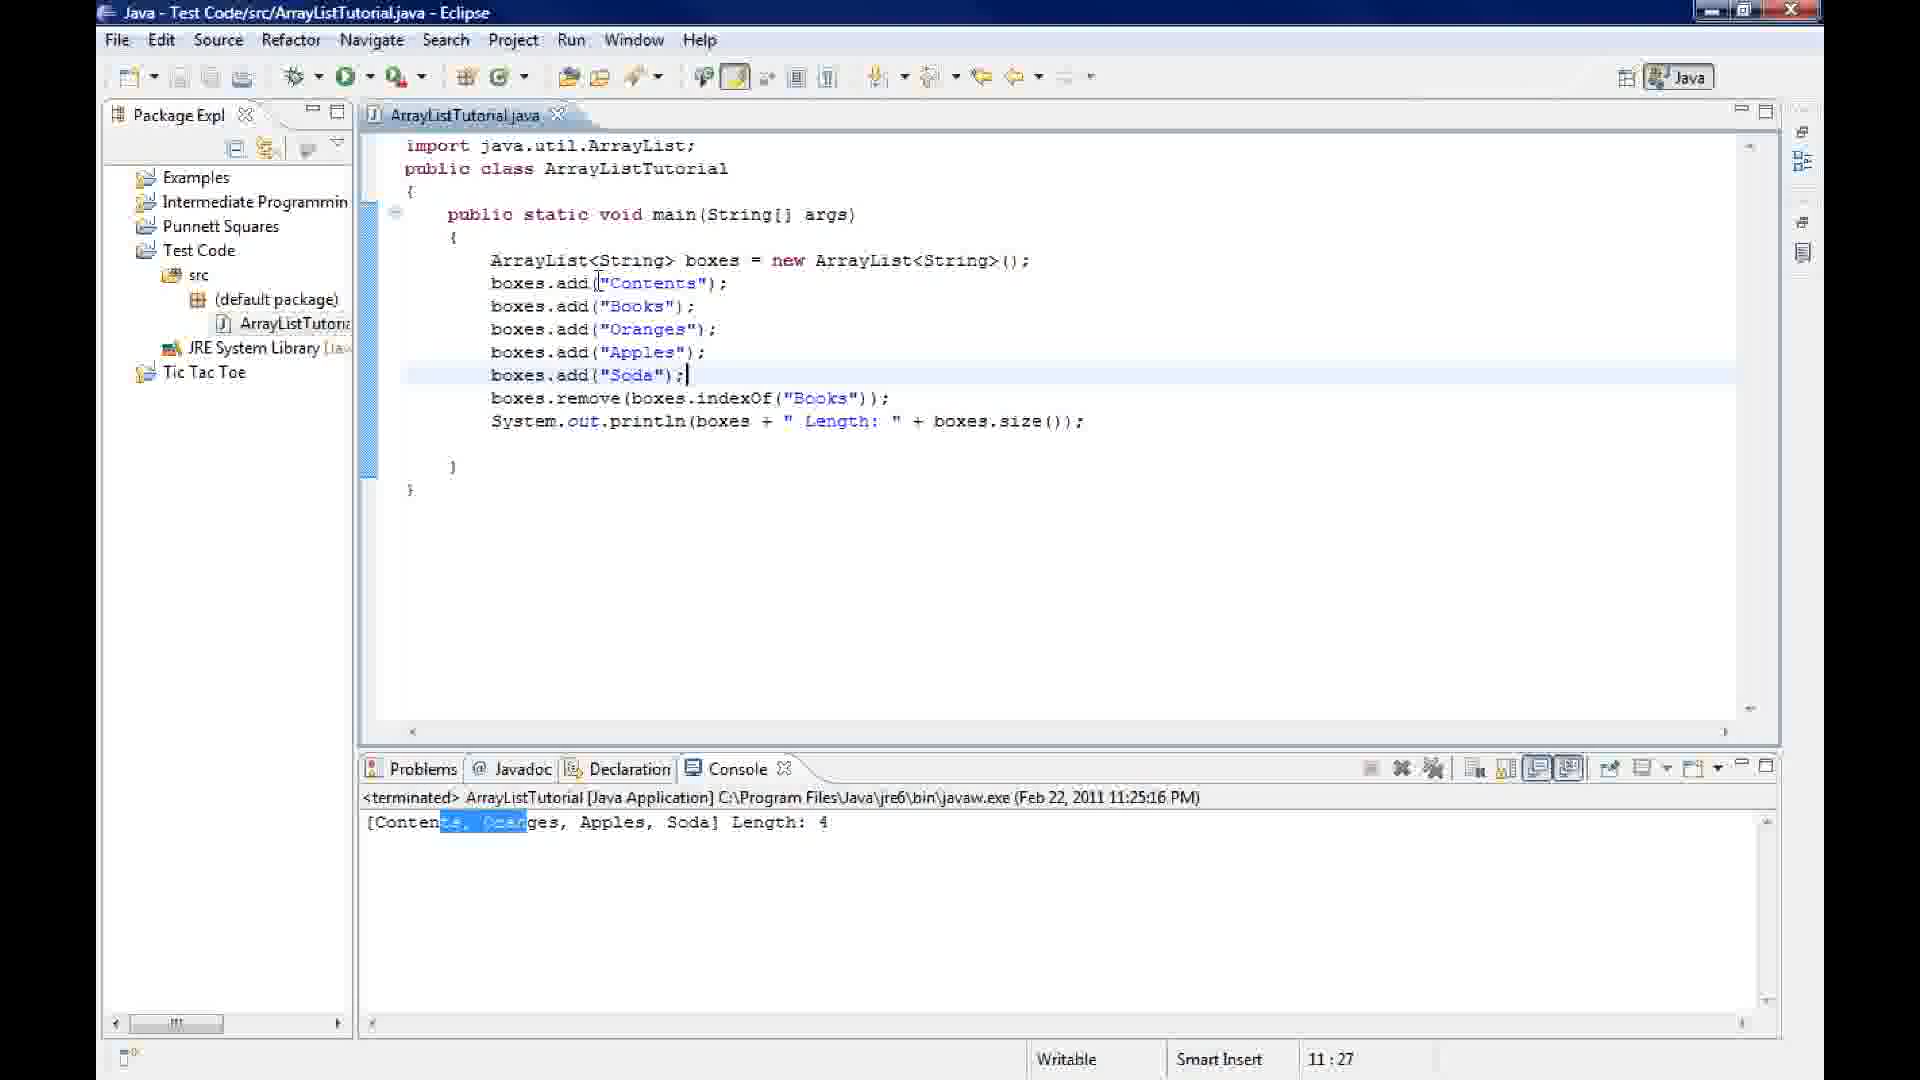 Java - Test Code/src/ArrayListTutorial.java - Eclipse
File Edit Source Refactor Navigate Search Project Run Window Help
Java
Package Expl
ArrayListTutorial.java
Examples
Intermediate Programmin
Punnett Squares
Test Code
src
(default package)
ArrayListTutoria
JRE System Library [jav
Tic Tac Toe
import java.util.ArrayList;
public class ArrayListTutorial
{
public static void main(String[] args)
{
ArrayList<String> boxes = new ArrayList<String>();
boxes.add("Contents");
boxes.add("Books");
boxes.add("Oranges");
boxes.add("Apples");
boxes.add("Soda");
boxes.remove(boxes.indexOf("Books"));
System.out.println(boxes + " Length: " + boxes.size());
}
}
Problems @ Javadoc Declaration Console
<terminated> ArrayListTutorial [Java Application] C:\Program Files\Java\jre6\bin\javaw.exe (Feb 22, 2011 11:25:16 PM)
[Contents, Oranges, Apples, Soda] Length: 4
Writable Smart Insert 11 : 27